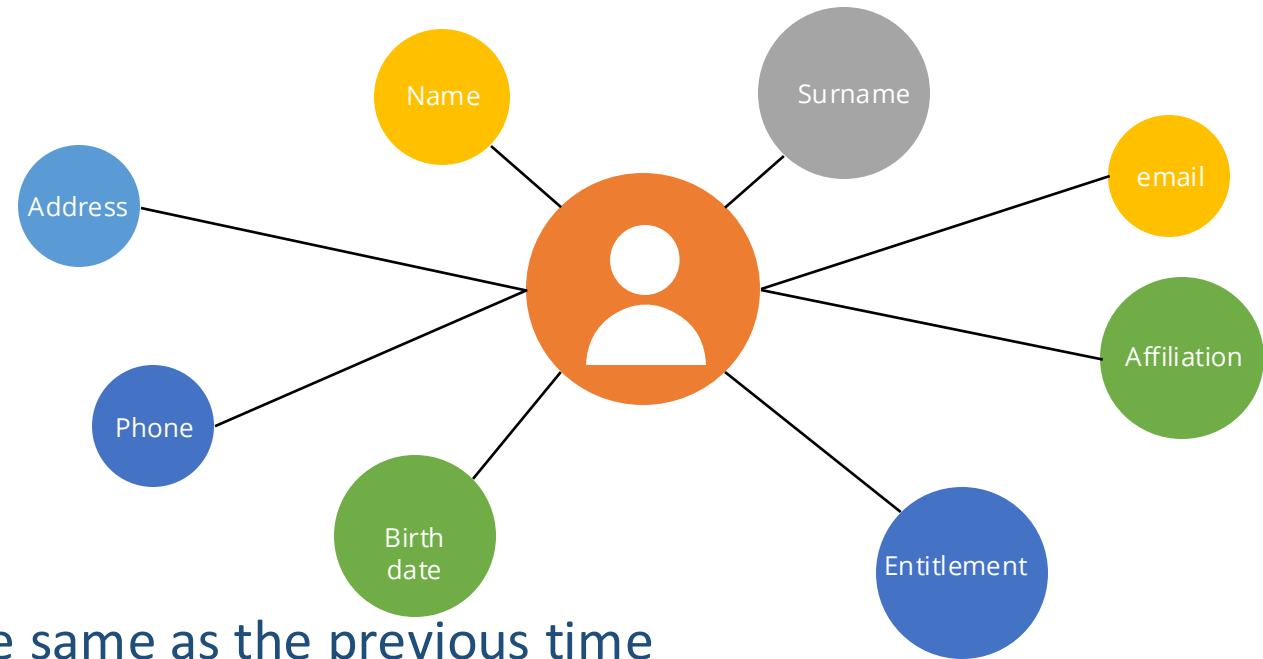 Name
Surname
email
Address
Affiliation
Phone
Birth
date
Entitlement
e same as the previous time